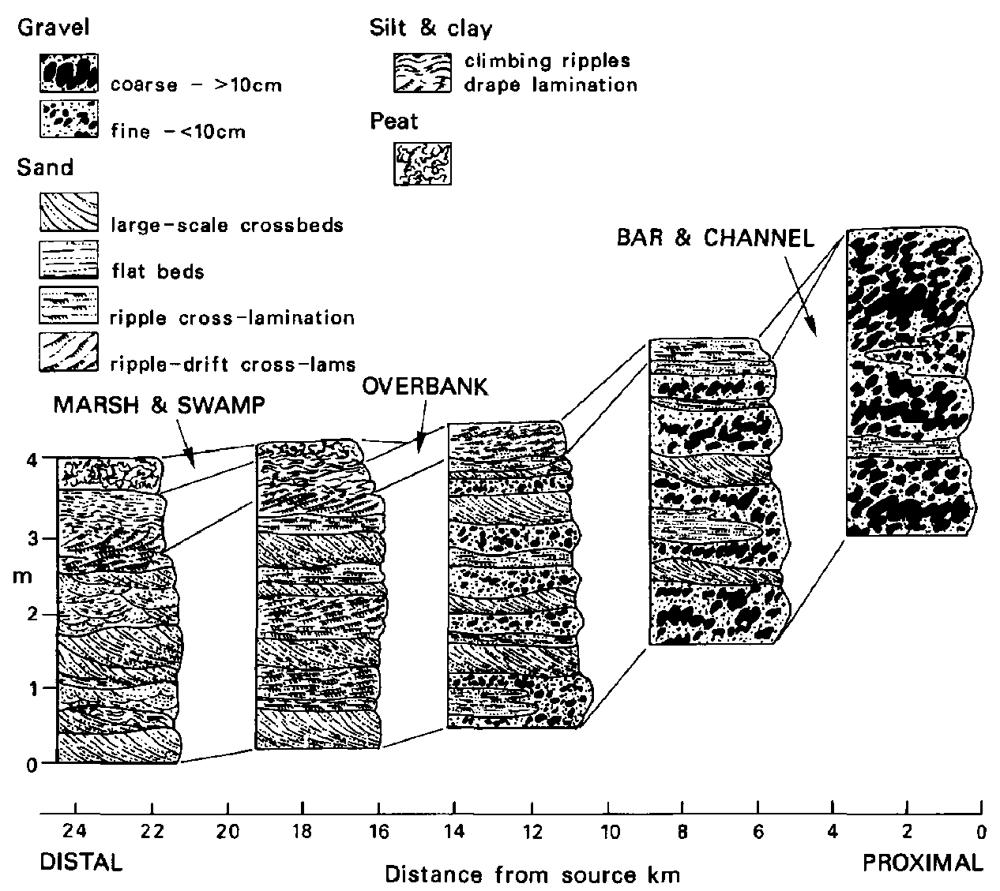 Gravel
coarse - >10cm
fine - <10cm
Sand
large-scale crossbeds
flat beds
ripple cross-lamination
ripple-drift cross-lams
Silt & clay
climbing ripples
drape lamination
Peat
BAR & CHANNEL
OVERBANK
MARSH & SWAMP
4
3
m
2
1
0
24 22 20 18 16 14 12 10 8 6 4 2 0
DISTAL
PROXIMAL
Distance from source km